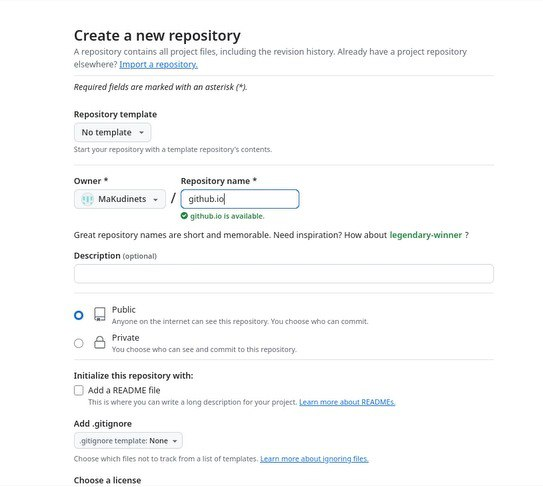 Create a new repository
A repository contains all project files, including the revision history. Already have a project repository
elsewhere? Import a repository.
Required fields are marked with an asterisk (*).
Repository template
No template
Start your repository with a template repository's contents.
Owner * Repository name *
MaKudinets / github.io
github.io is available.
Great repository names are short and memorable. Need inspiration? How about legendary-winner ?
Description (optional)
Public
Anyone on the internet can see this repository. You choose who can commit.
Private
You choose who can see and commit to this repository.
Initialize this repository with:
Add a README file
This is where you can write a long description for your project. Learn more about READMEs.
Add .gitignore
.gitignore template: None
Choose which files not to track from a list of templates. Learn more about ignoring files.
Choose a license